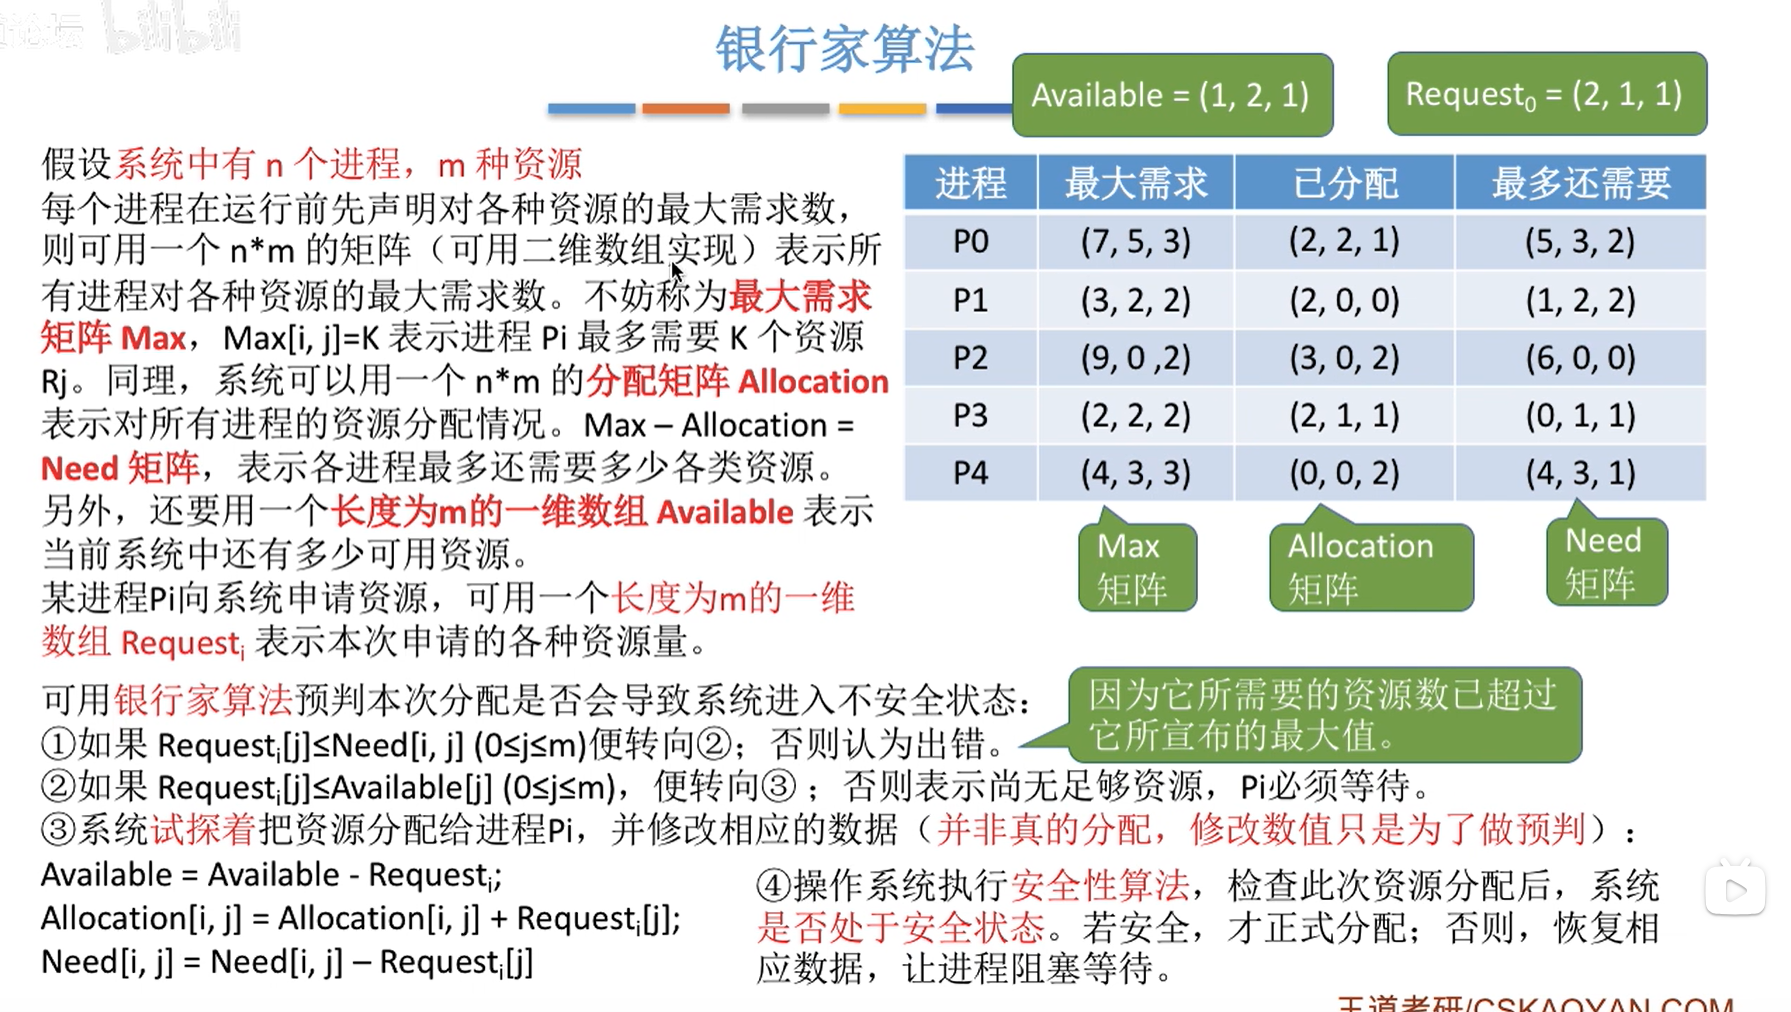 bilibili
银行家算法
Available = (1, 2, 1)
Request0 = (2, 1, 1)
假设系统中有 n 个进程，m 种资源
每个进程在运行前先声明对各种资源的最大需求数，
则可用一个 n*m 的矩阵（可用二维数组实现）表示所
有进程对各种资源的最大需求数。不妨称为最大需求
矩阵 Max，Max[i, j]=K 表示进程 Pi 最多需要 K 个资源
Rj。同理，系统可以用一个 n*m 的分配矩阵 Allocation
表示对所有进程的资源分配情况。Max – Allocation =
Need 矩阵，表示各进程最多还需要多少各类资源。
另外，还要用一个长度为m的一维数组 Available 表示
当前系统中还有多少可用资源。
某进程Pi向系统申请资源，可用一个长度为m的一维
数组 Requesti 表示本次申请的各种资源量。
进程 最大需求 已分配 最多还需要
P0 (7, 5, 3) (2, 2, 1) (5, 3, 2)
P1 (3, 2, 2) (2, 0, 0) (1, 2, 2)
P2 (9, 0 ,2) (3, 0, 2) (6, 0, 0)
P3 (2, 2, 2) (2, 1, 1) (0, 1, 1)
P4 (4, 3, 3) (0, 0, 2) (4, 3, 1)
Max
矩阵
Allocation
矩阵
Need
矩阵
可用银行家算法预判本次分配是否会导致系统进入不安全状态：
①如果 Requesti[j]≤Need[i, j] (0≤j≤m)便转向②；否则认为出错。
因为它所需要的资源数已超过
它所宣布的最大值。
②如果 Requesti[j]≤Available[j] (0≤j≤m)，便转向③；否则表示尚无足够资源，Pi必须等待。
③系统试探着把资源分配给进程Pi，并修改相应的数据（并非真的分配，修改数值只是为了做预判）：
Available = Available - Requesti;
Allocation[i, j] = Allocation[i, j] + Requesti[j];
Need[i, j] = Need[i, j] – Requesti[j]
④操作系统执行安全性算法，检查此次资源分配后，系统
是否处于安全状态。若安全，才正式分配；否则，恢复相
应数据，让进程阻塞等待。
王道考研/CSKAOYAN.COM